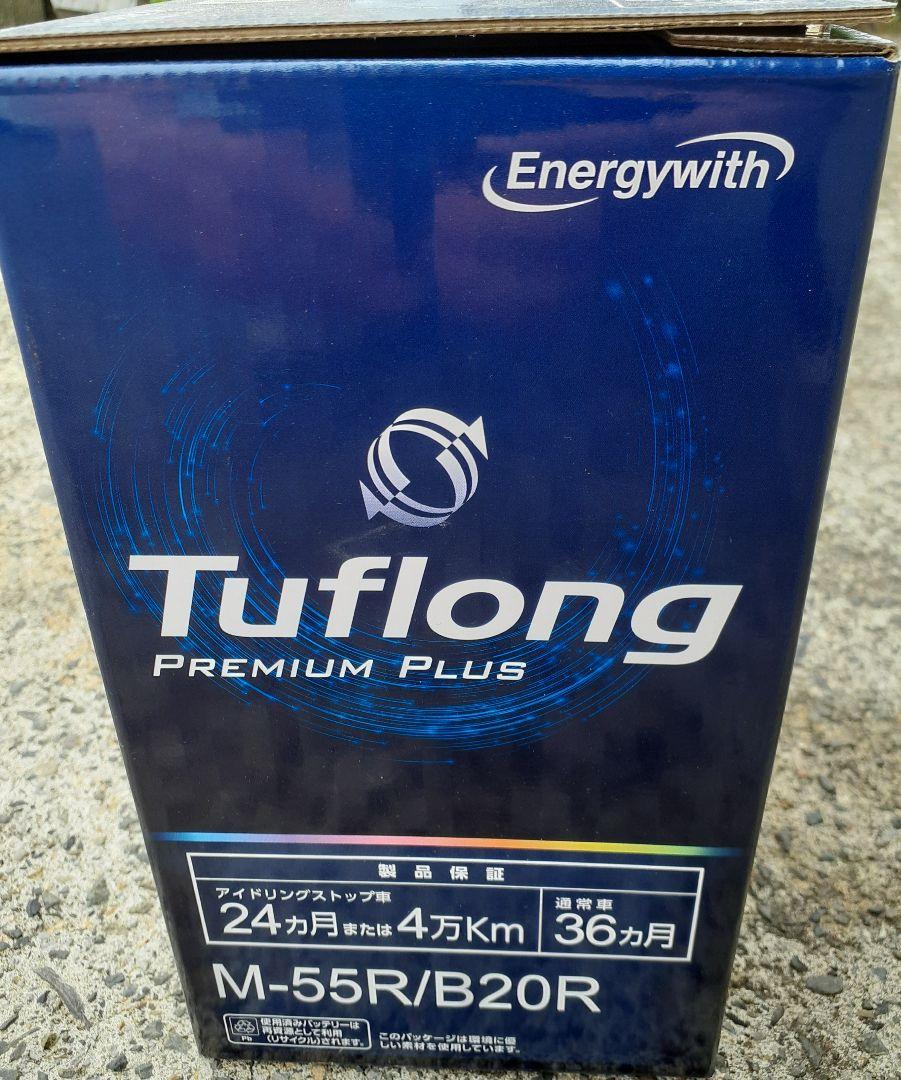 Energywith
Tuflong
PREMIUM PLUS
製品保証
アイドリングストップ車
24カ月または4万Km
通常車
36カ月
M-55R/B20R
使用済みバッテリーは
再資源として利用
(リサイクル)されます。
Pb
このパッケージは環境に優
しい素材を使用しています。